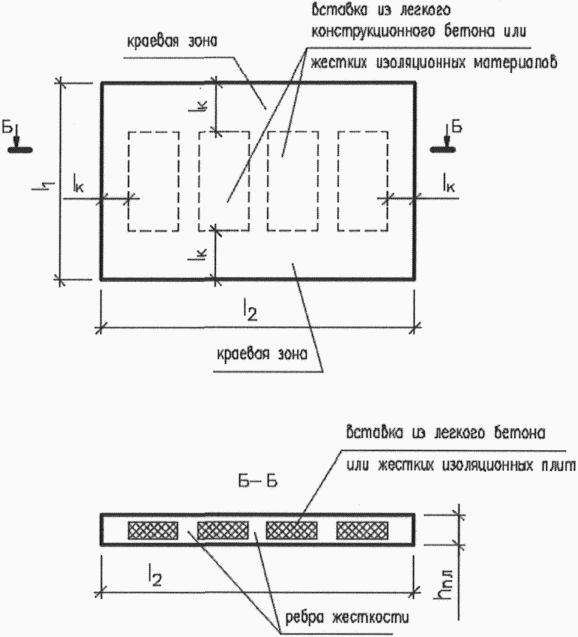 вставка из легкого
конструкционного бетона или
жестких изоляционных материалов
краевая зона
lк
Б
Б
l1
lк
lк
lк
l2
краевая зона
вставка из легкого бетона
или жестких изоляционных плит
Б-Б
l2
hпл
ребра жесткости